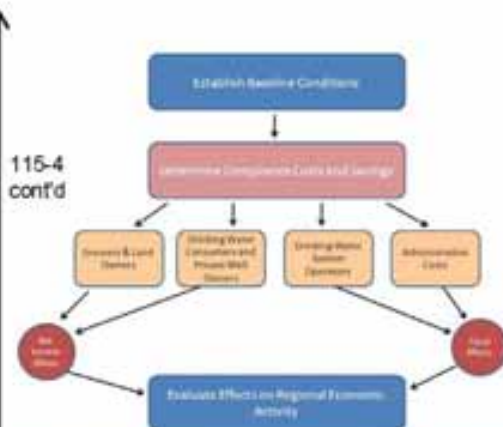 Establish Baseline Conditions
115-4
cont'd
Determine Compliance Costs and Savings
Growers & Land
Owners
Drinking Water
Consumers and
Private Well
Owners
Drinking Water
System
Operators
Administrative
Costs
Effects
Evaluate Effects on Regional Economic
Activity